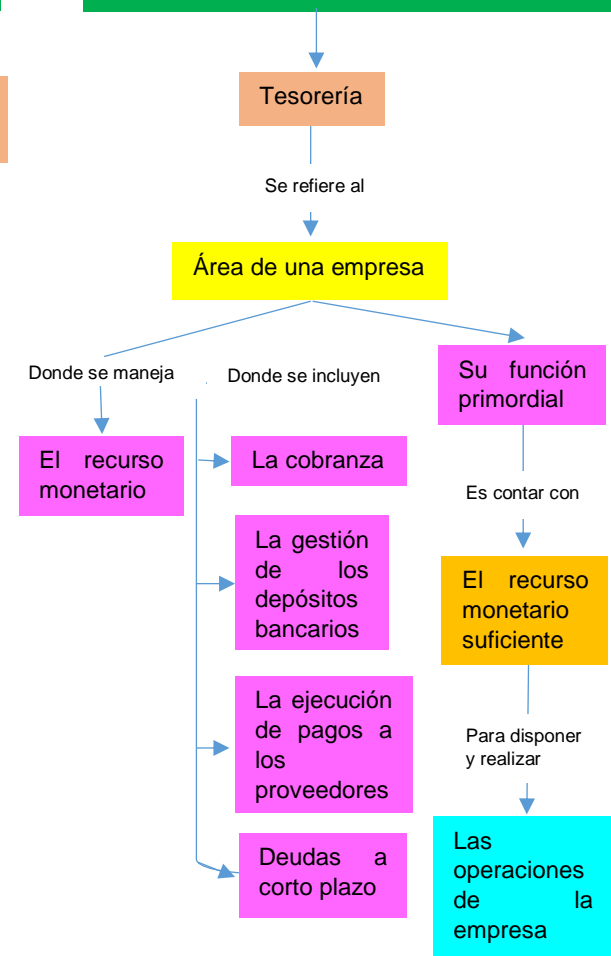 Tesorería
Se refiere al
Área de una empresa
Donde se maneja
El recurso
monetario
Donde se incluyen
La cobranza
La gestión
de los
depósitos
bancarios
La ejecución
de pagos a
los
proveedores
Deudas a
corto plazo
Su función
primordial
Es contar con
El recurso
monetario
suficiente
Para disponer
y realizar
Las
operaciones
de la
empresa